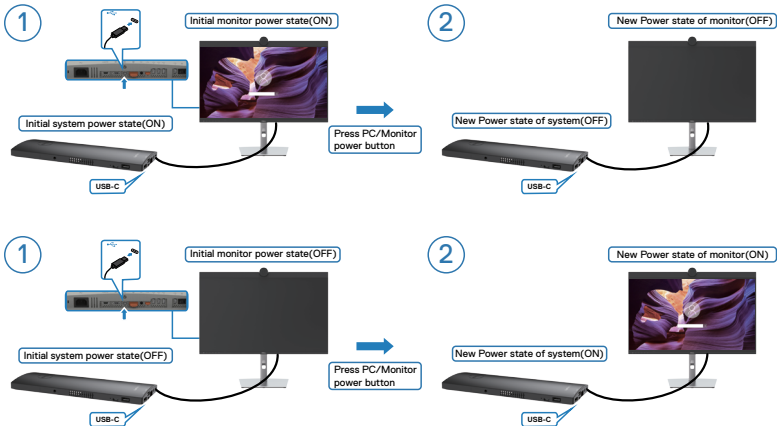 1
Initial monitor power state(ON)
2
New Power state of monitor(OFF)
Initial system power state(ON)
Press PC/Monitor
power button
New Power state of system(OFF)
USB-C
USB-C
1
Initial monitor power state(OFF)
2
New Power state of monitor(ON)
Initial system power state(OFF)
Press PC/Monitor
power button
New Power state of system(ON)
USB-C
USB-C